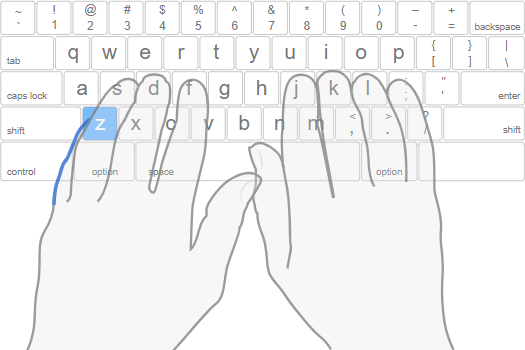 ~ ! @ # $ % ^ & * ( ) – +
` 1 2 3 4 5 6 7 8 9 0 - = backspace
tab q w e r t y u i o p { [ } ] | \
caps lock a s d f g h j k l : ; " ' enter
shift z x c v b n m < , > . ? / shift
control option space option